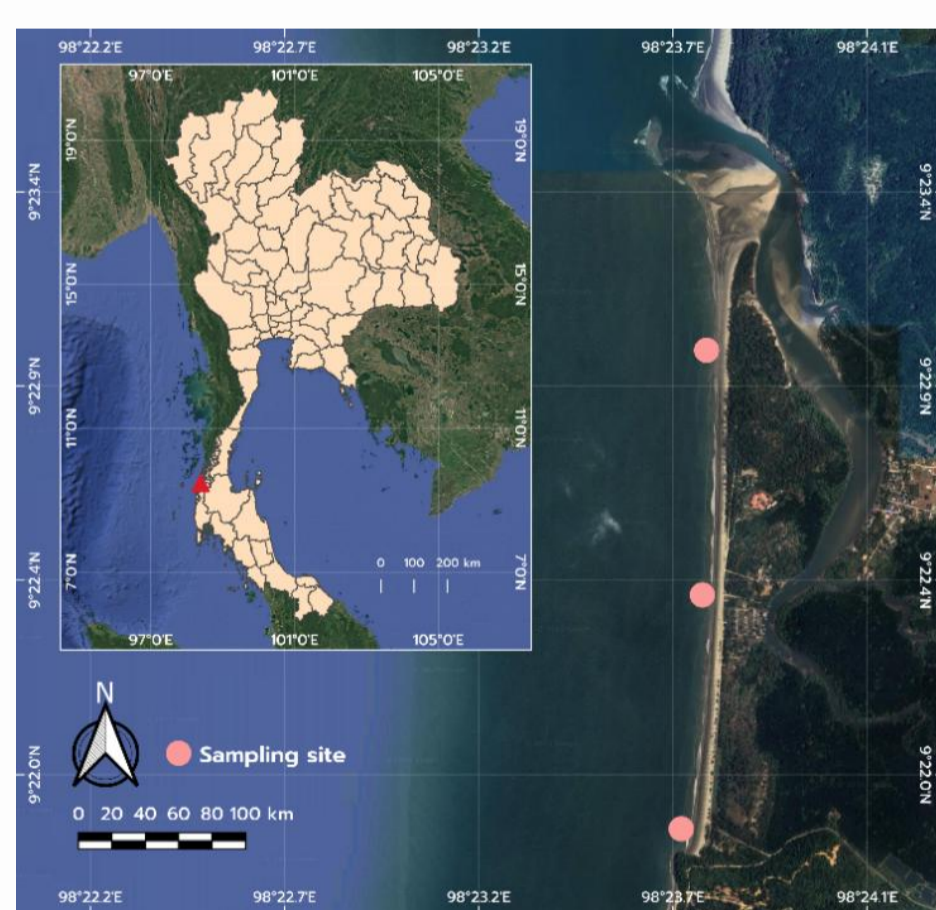 98°22.2'E 98°22.7'E 98°23.2'E 98°23.7'E 98°24.1'E
97°0'E 101°0'E 105°0'E
19°0'N 19°0'N
9°23.4'N 9°23.4'N
15°0'N 15°0'N
9°22.9'N 9°22.9'N
11°0'N 11°0'N
0 100 200 km
7°0'N 7°0'N
9°22.4'N 9°22.4'N
97°0'E 101°0'E 105°0'E
N
Sampling site
9°22.0'N 9°22.0'N
0 20 40 60 80 100 km
98°22.2'E 98°22.7'E 98°23.2'E 98°23.7'E 98°24.1'E